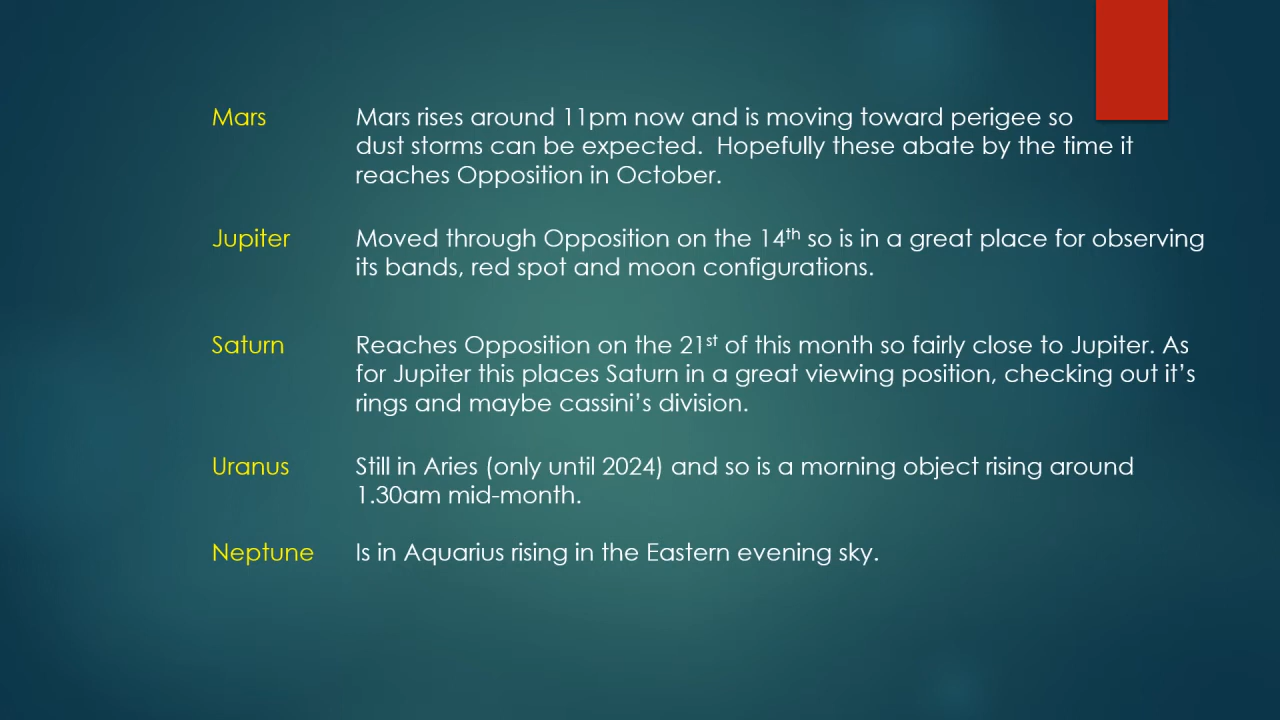 Mars Mars rises around 11pm now and is moving toward perigee so
dust storms can be expected. Hopefully these abate by the time it
reaches Opposition in October.
Jupiter Moved through Opposition on the 14th so is in a great place for observing
its bands, red spot and moon configurations.
Saturn Reaches Opposition on the 21st of this month so fairly close to Jupiter. As
for Jupiter this places Saturn in a great viewing position, checking out it's
rings and maybe cassini's division.
Uranus Still in Aries (only until 2024) and so is a morning object rising around
1.30am mid-month.
Neptune Is in Aquarius rising in the Eastern evening sky.